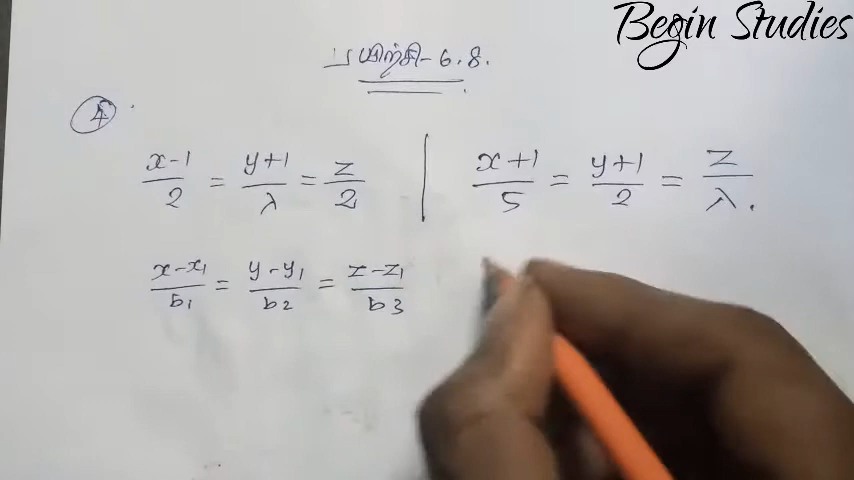 Begin Studies
பயிற்சி - 6.8.
④
x-1/2 = y+1/λ = z/2 | x+1/5 = y+1/2 = z/λ.
x-x₁/b₁ = y-y₁/b₂ = z-z₁/b₃